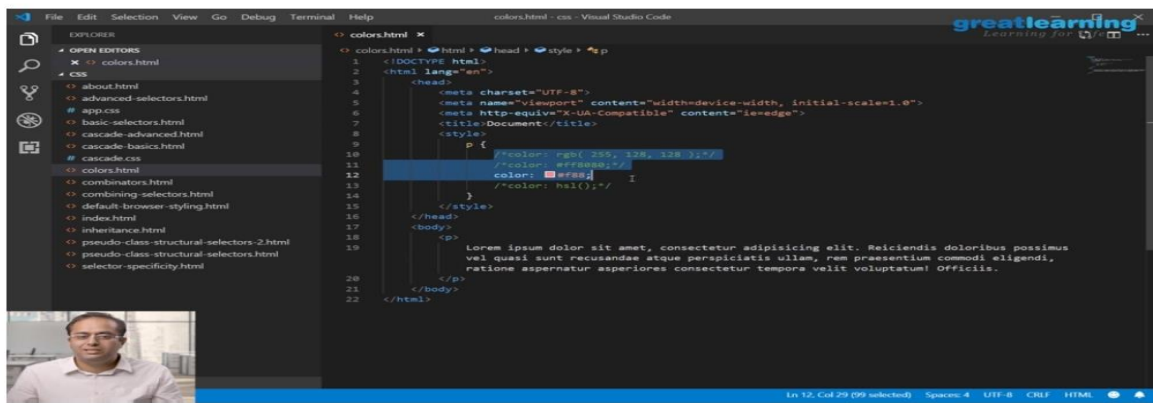 File Edit Selection View Go Debug Terminal Help
colors.html - css - Visual Studio Code
greatlearning
Learning for Life
EXPLORER
OPEN EDITORS
colors.html
CSS
about.html
advanced-selectors.html
# app.css
basic-selectors.html
cascade-advanced.html
cascade-basics.html
# cascade.css
colors.html
combinators.html
combining-selectors.html
default-browser-styling.html
index.html
inheritance.html
pseudo-class-structural-selectors-2.html
pseudo-class-structural-selectors.html
selector-specificity.html
colors.html
colors.html html head style p
1 <!DOCTYPE html>
2 <html lang="en">
3 <head>
4 <meta charset="UTF-8">
5 <meta name="viewport" content="width=device-width, initial-scale=1.0">
6 <meta http-equiv="X-UA-Compatible" content="ie=edge">
7 <title>Document</title>
8 <style>
9 p {
10 /*color: rgb( 255, 128, 128 );*/
11 /*color: #ff8080;*/
12 color: #f88;
13 /*color: hsl();*/
14 }
15 </style>
16 </head>
17 <body>
18 <p>
19 Lorem ipsum dolor sit amet, consectetur adipisicing elit. Reiciendis doloribus possimus
vel quasi sunt recusandae atque perspiciatis ullam, rem praesentium commodi eligendi,
ratione aspernatur asperiores consectetur tempora velit voluptatum! Officiis.
20 </p>
21 </body>
22 </html>
Ln 12, Col 29 (99 selected) Spaces: 4 UTF-8 CRLF HTML